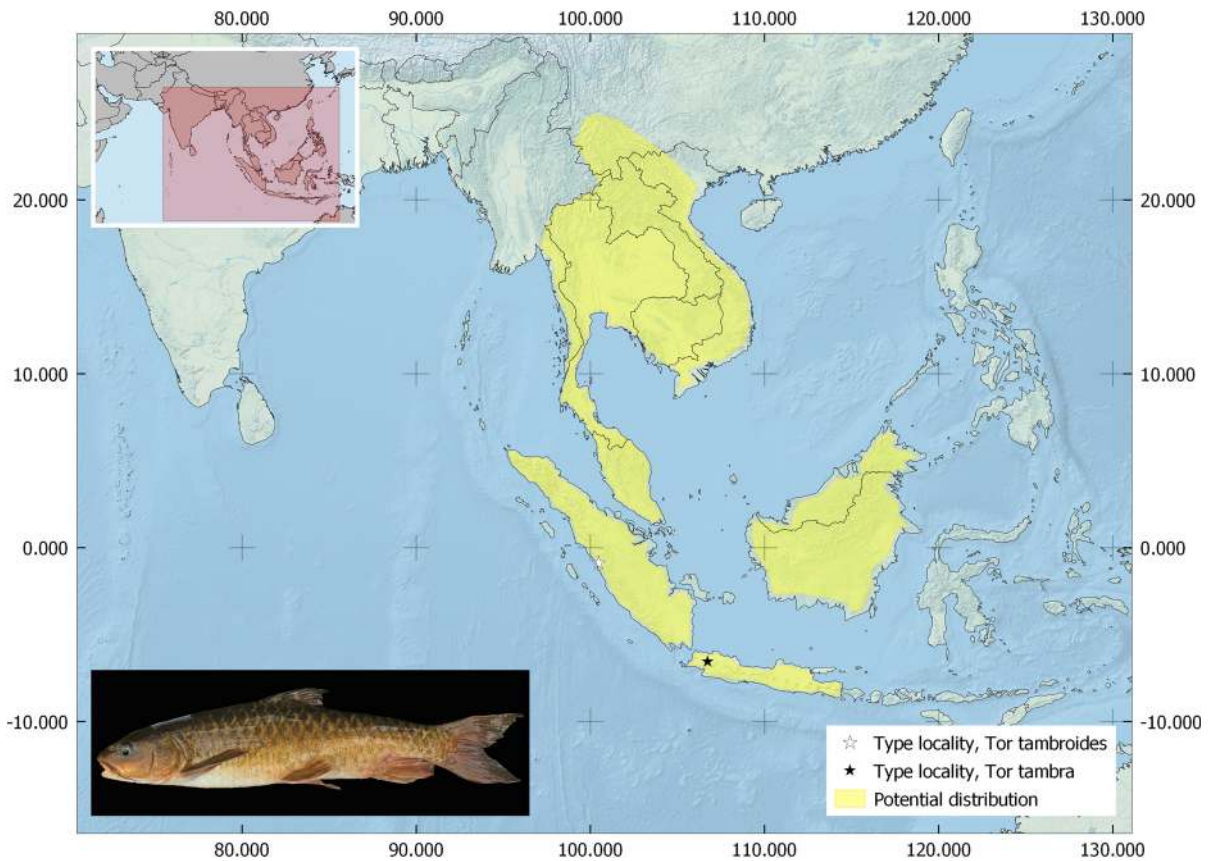 80.000 90.000 100.000 110.000 120.000 130.000
20.000 20.000
10.000 10.000
0.000 0.000
-10.000 -10.000
Type locality, Tor tambroides
Type locality, Tor tambra
Potential distribution
80.000 90.000 100.000 110.000 120.000 130.000